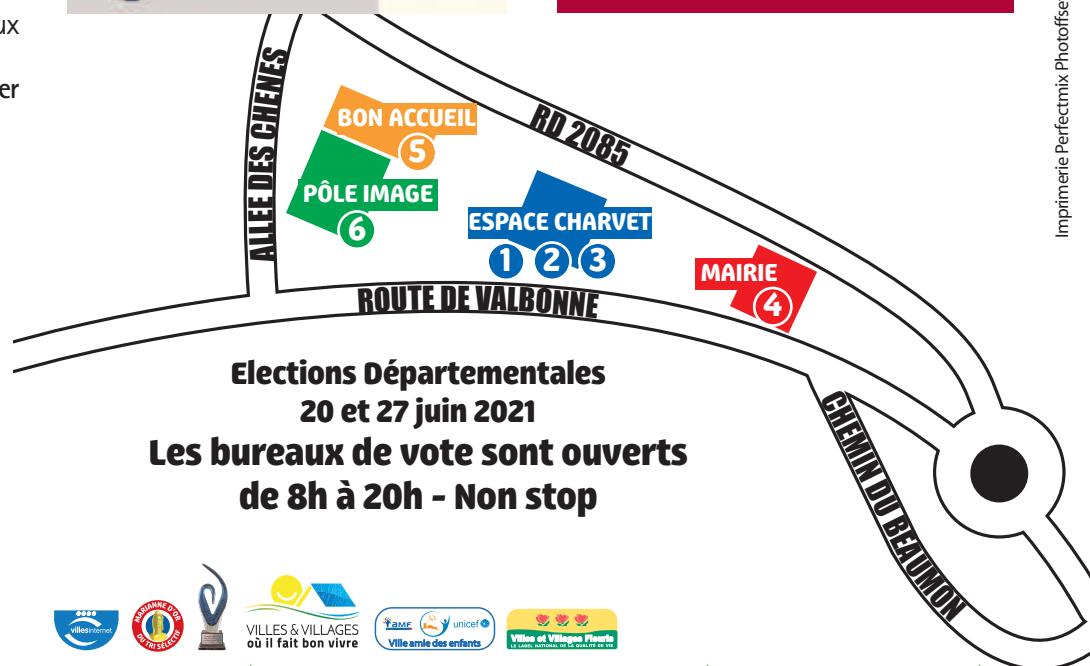 ux
er
Imprimerie Perfectmix Photoffset
ALLEE DES CHENES
RD 2085
BON ACCUEIL
5
PÔLE IMAGE
6
ESPACE CHARVET
1 2 3
MAIRIE
4
ROUTE DE VALBONNE
CHEMIN DU BEAUMON
Elections Départementales
20 et 27 juin 2021
Les bureaux de vote sont ouverts
de 8h à 20h - Non stop
villesinternet
MARIANNE D'OR
DU TRI SÉLECTIF
VILLES & VILLAGES
où il fait bon vivre
AMF unicef
Ville amie des enfants
Villes et Villages Fleuris
LE LABEL NATIONAL DE LA QUALITÉ DE VIE